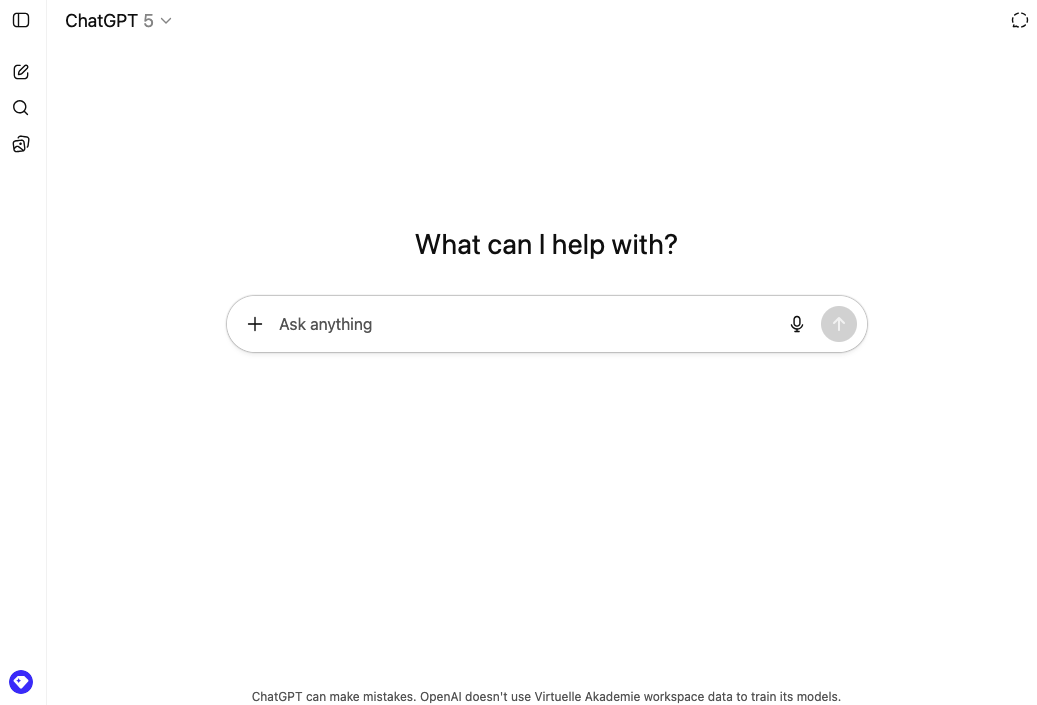 ChatGPT 5
What can I help with?
Ask anything
ChatGPT can make mistakes. OpenAI doesn't use Virtuelle Akademie workspace data to train its models.